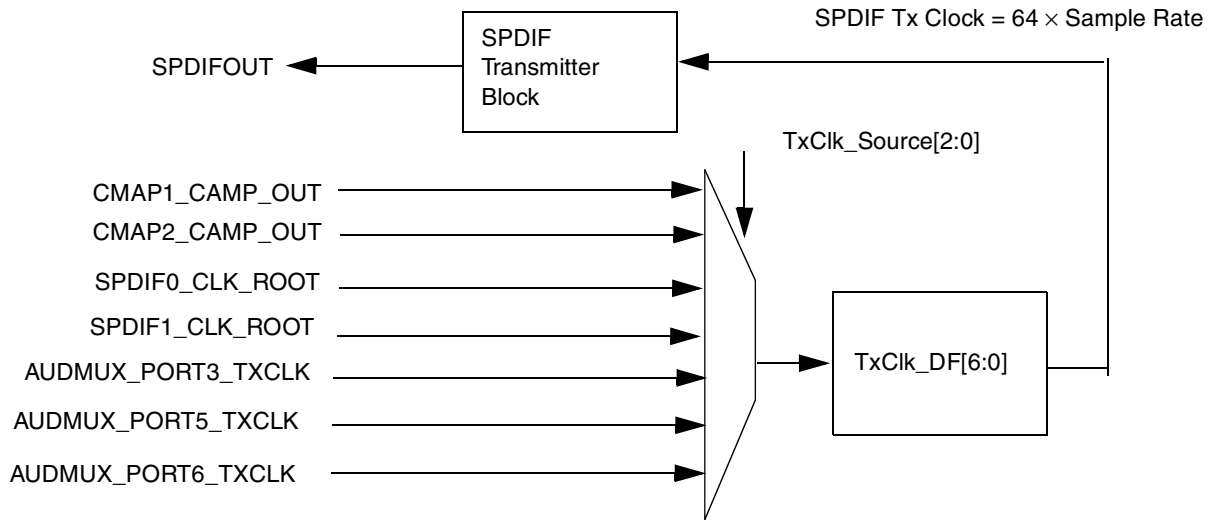 SPDIF Tx Clock = 64 × Sample Rate
SPDIF
Transmitter
Block
SPDIFOUT
TxClk_Source[2:0]
CMAP1_CAMP_OUT
CMAP2_CAMP_OUT
SPDIF0_CLK_ROOT
SPDIF1_CLK_ROOT
AUDMUX_PORT3_TXCLK
TxClk_DF[6:0]
AUDMUX_PORT5_TXCLK
AUDMUX_PORT6_TXCLK